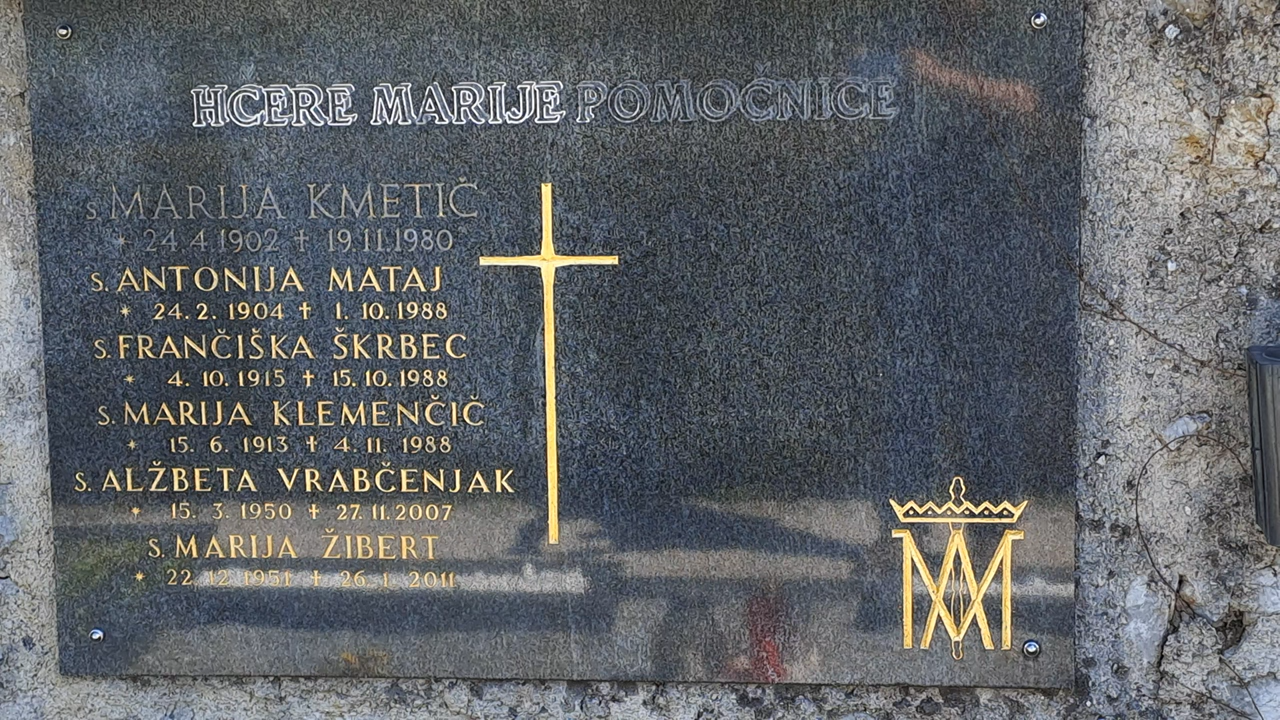 HČERE MARIJE POMOČNICE
S. MARIJA KMETIČ
* 24.4.1902 † 19.11.1980
S. ANTONIJA MATAJ
* 24. 2. 1904 † 1. 10. 1988
S. FRANČIŠKA ŠKRBEC
* 4. 10. 1915 † 15. 10. 1988
S. MARIJA KLEMENČIČ
* 15. 6. 1913 † 4. 11. 1988
S. ALŽBETA VRABČENJAK
* 15. 3. 1950 † 27. 11. 2007
S. MARIJA ŽIBERT
* 22. 12. 1951 † 26. 1. 2011